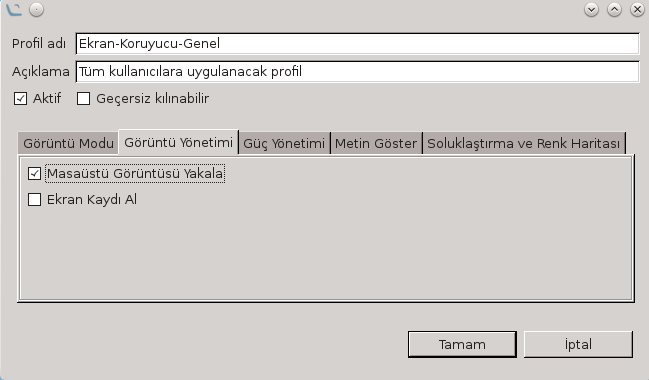 Profil adı Ekran-Koruyucu-Genel
Açıklama Tüm kullanıcılara uygulanacak profil
Aktif Geçersiz kılınabilir
Görüntü Modu Görüntü Yönetimi Güç Yönetimi Metin Göster Soluklaştırma ve Renk Haritası
Masaüstü Görüntüsü Yakala
Ekran Kaydı Al
Tamam İptal